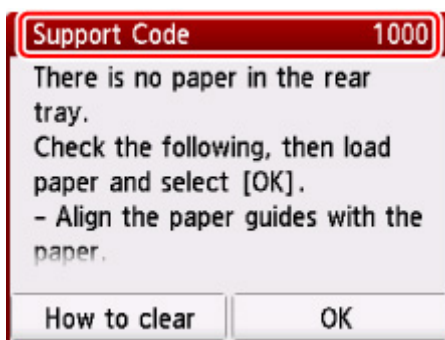 Support Code 1000
There is no paper in the rear
tray.
Check the following, then load
paper and select [OK].
- Align the paper guides with the
paper.
How to clear OK